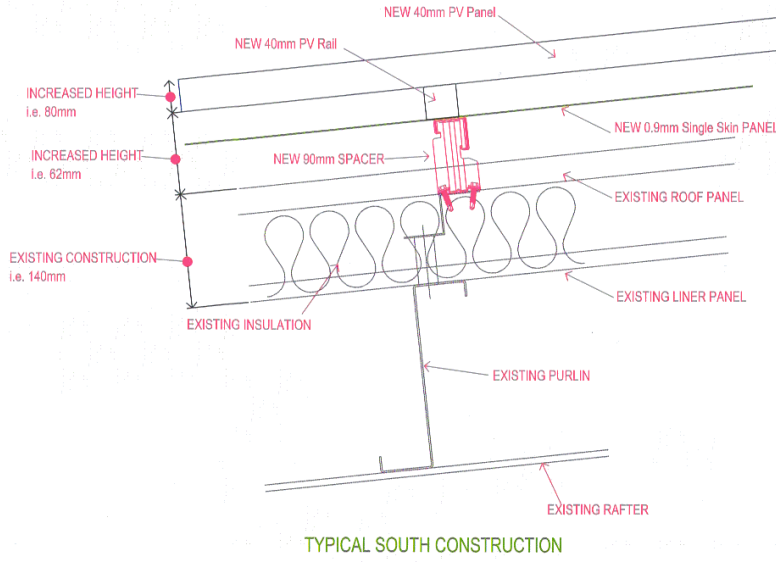 NEW 40mm PV Panel
NEW 40mm PV Rail
INCREASED HEIGHT
i.e. 80mm
NEW 0.9mm Single Skin PANEL
INCREASED HEIGHT
i.e. 62mm
NEW 90mm SPACER
EXISTING ROOF PANEL
EXISTING CONSTRUCTION
i.e. 140mm
EXISTING LINER PANEL
EXISTING INSULATION
EXISTING PURLIN
EXISTING RAFTER
TYPICAL SOUTH CONSTRUCTION